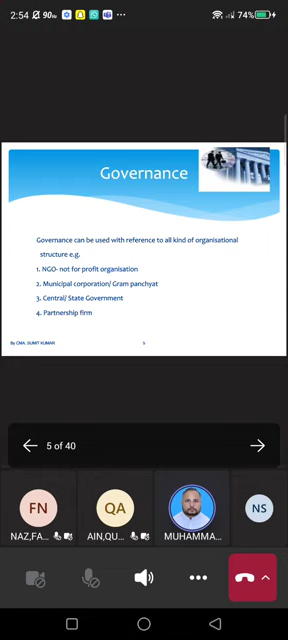 2:54
74%
Governance
Governance can be used with reference to all kind of organisational
structure e.g.
1. NGO- not for profit organisation
2. Municipal corporation/ Gram panchyat
3. Central/ State Government
4. Partnership firm
By CMA. SUMIT KUMAR
5
5 of 40
FN
QA
NS
NAZ,FA...
AIN,QU...
MUHAMMA...